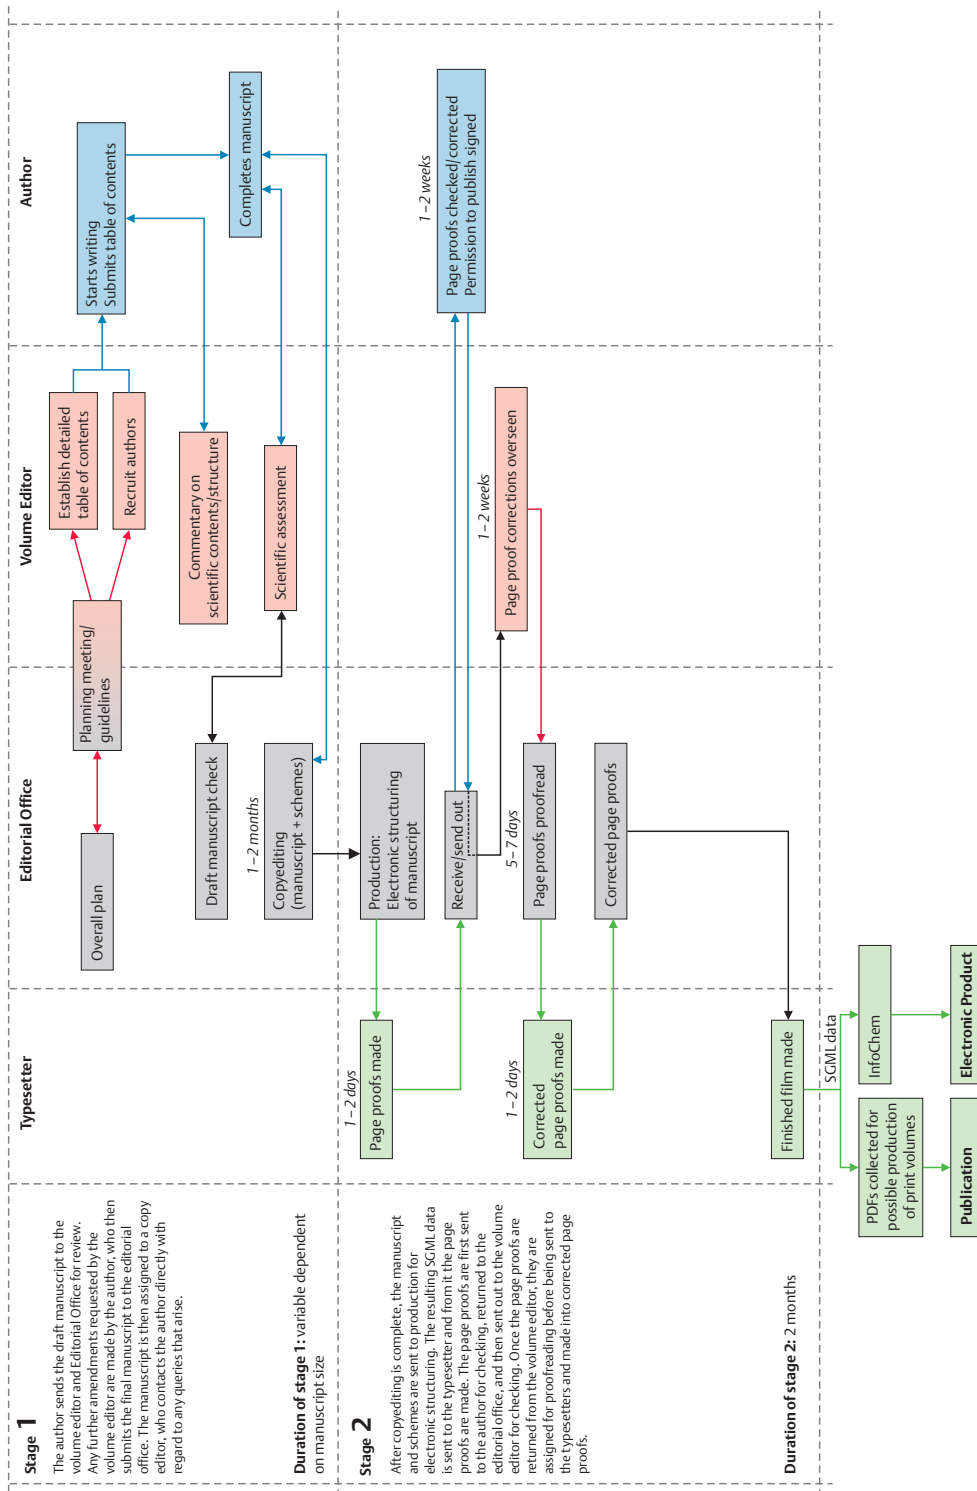 Stage 1
The author sends the draft manuscript to the
volume editor and Editorial Office for review.
Any further amendments requested by the
volume editor are made by the author, who then
submits the final manuscript to the editorial
office. The manuscript is then assigned to a copy
editor, who contacts the author directly with
regard to any queries that arise.
Duration of stage 1: variable dependent
on manuscript size
Typesetter
Editorial Office
Volume Editor
Author
Overall plan
Planning meeting/
guidelines
Establish detailed
table of contents
Recruit authors
Starts writing
Submits table of contents
Commentary on
scientific contents/structure
Draft manuscript check
Scientific assessment
Completes manuscript
1–2 months
Copyediting
(manuscript + schemes)
Stage 2
After copyediting is complete, the manuscript
and schemes are sent to production for
electronic structuring. The resulting SGML data
is sent to the typesetter and from it the page
proofs are made. The page proofs are first sent
to the author for checking, returned to the
editorial office, and then sent out to the volume
editor for checking. Once the page proofs are
returned from the volume editor, they are
assigned for proofreading before being sent to
the typesetters and made into corrected page
proofs.
Duration of stage 2: 2 months
1–2 days
Page proofs made
Production:
Electronic structuring
of manuscript
Receive/send out
1–2 weeks
Page proofs checked/corrected
Permission to publish signed
1–2 weeks
Page proof corrections overseen
5–7 days
Page proofs proofread
1–2 days
Corrected
page proofs made
Corrected page proofs
Finished film made
SGML data
PDFs collected for
possible production
of print volumes
InfoChem
Publication
Electronic Product